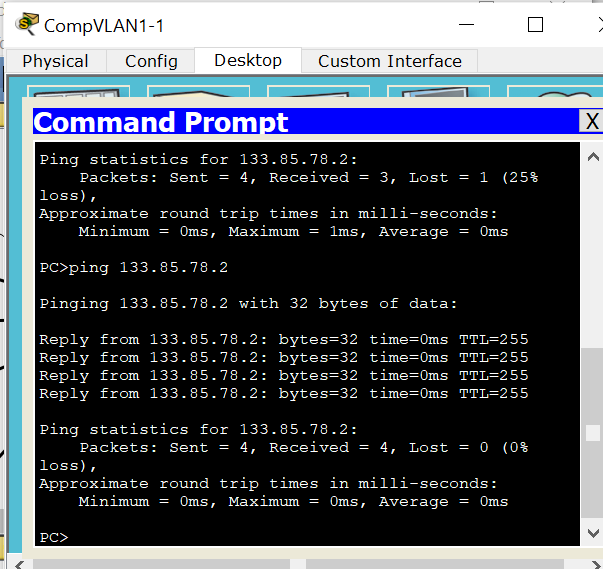 CompVLAN1-1
Physical Config Desktop Custom Interface
Command Prompt X
Ping statistics for 133.85.78.2:
Packets: Sent = 4, Received = 3, Lost = 1 (25%
loss),
Approximate round trip times in milli-seconds:
Minimum = 0ms, Maximum = 1ms, Average = 0ms
PC>ping 133.85.78.2
Pinging 133.85.78.2 with 32 bytes of data:
Reply from 133.85.78.2: bytes=32 time=0ms TTL=255
Reply from 133.85.78.2: bytes=32 time=0ms TTL=255
Reply from 133.85.78.2: bytes=32 time=0ms TTL=255
Reply from 133.85.78.2: bytes=32 time=0ms TTL=255
Ping statistics for 133.85.78.2:
Packets: Sent = 4, Received = 4, Lost = 0 (0%
loss),
Approximate round trip times in milli-seconds:
Minimum = 0ms, Maximum = 0ms, Average = 0ms
PC>